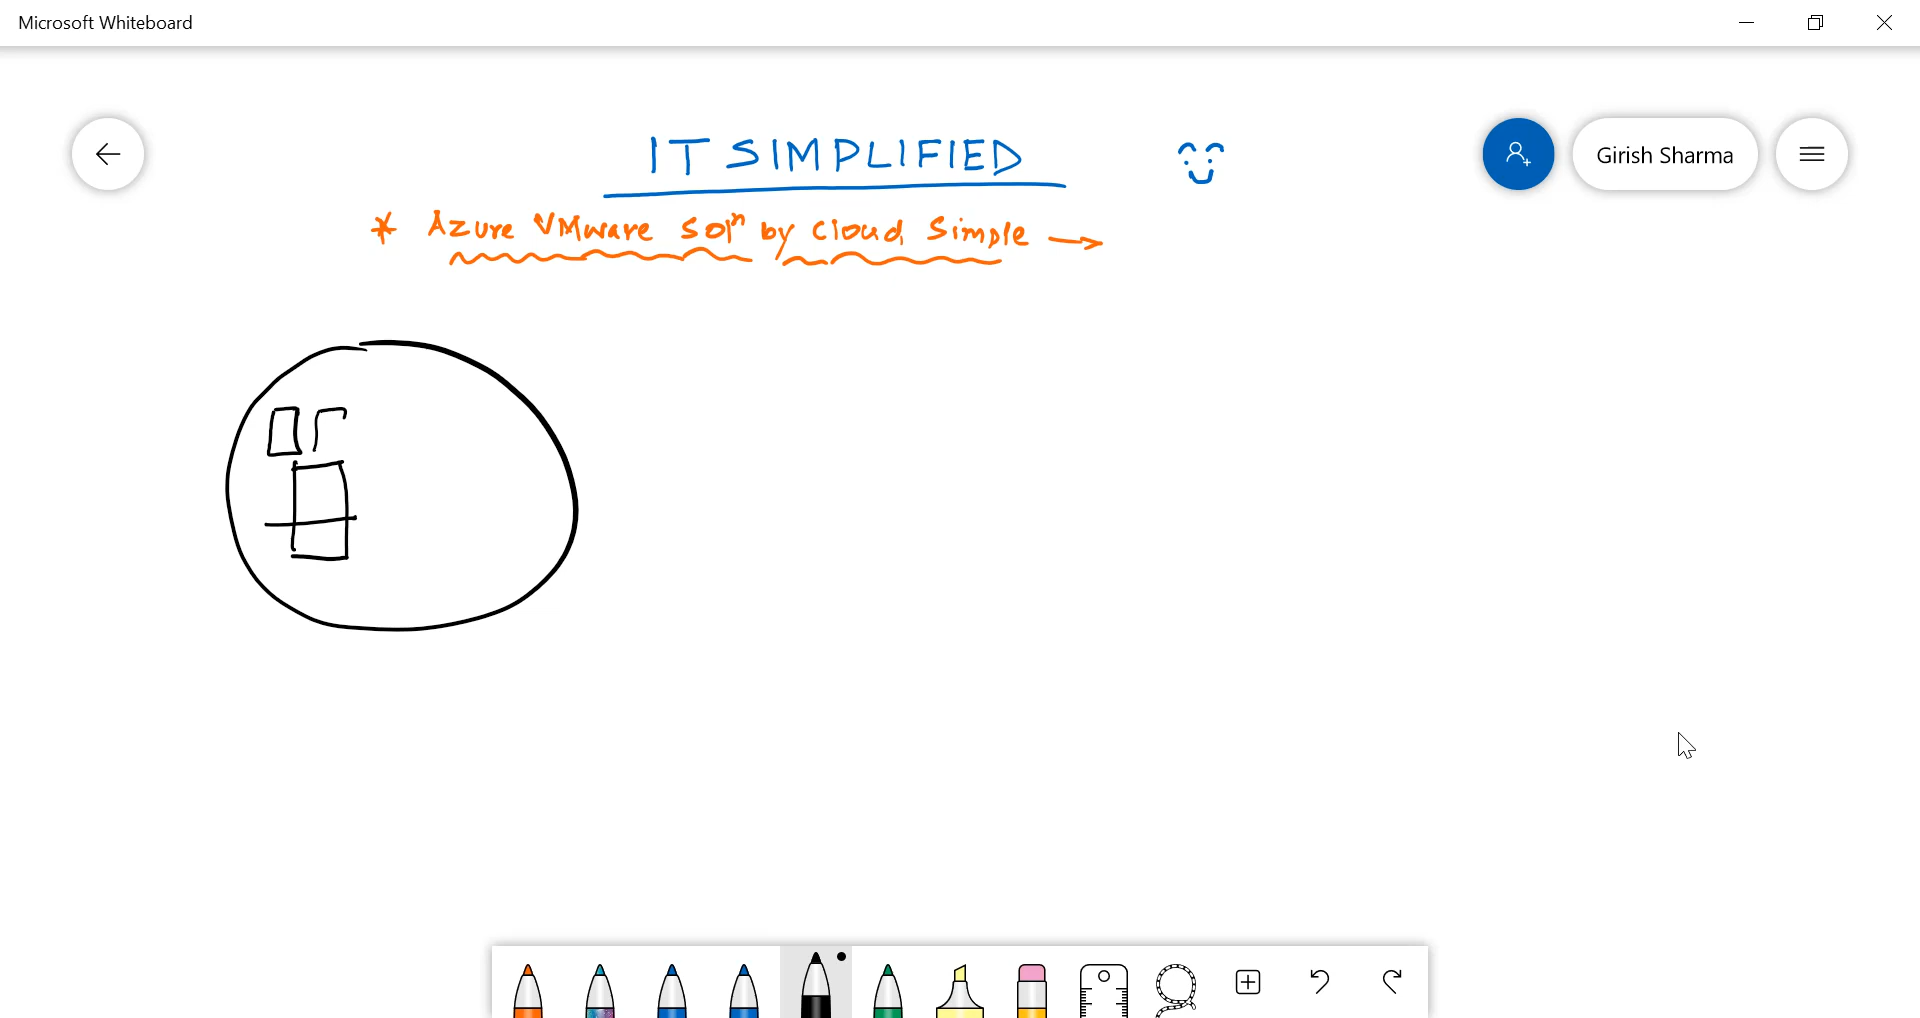 Microsoft Whiteboard
Girish Sharma
IT SIMPLIFIED
* Azure VMware Solⁿ by Cloud Simple →